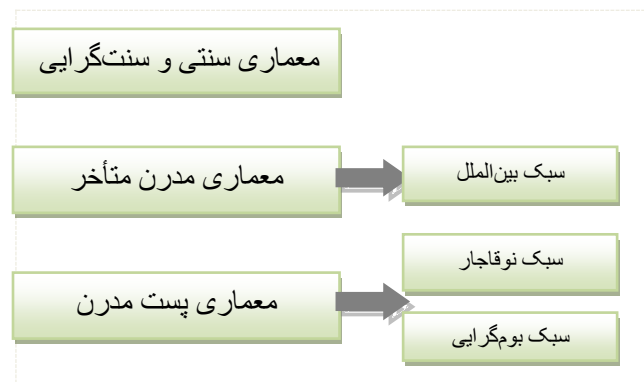 معماری سنتی و سنت‌گرایی
معماری مدرن متأخر
سبک بین‌الملل
معماری پست مدرن
سبک نوقاجار
سبک بوم‌گرایی